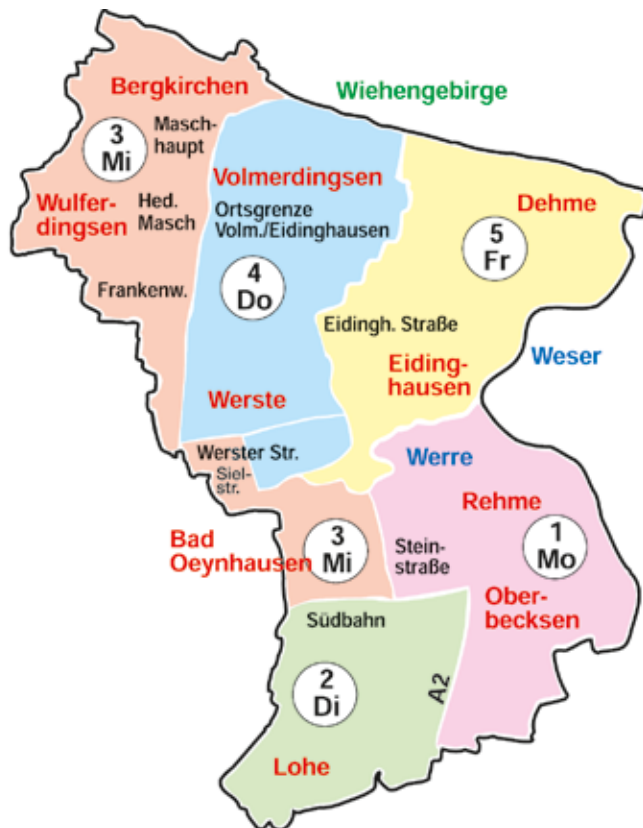 Bergkirchen
Wiehengebirge
3
Mi
Masch-
haupt
Volmerdingsen
Wulfer-
dingsen
Hed.
Masch
Ortsgrenze
Volm./Eidinghausen
Dehme
5
Fr
4
Do
Frankenw.
Eidingh. Straße
Eiding-
hausen
Weser
Werste
Werster Str.
Siel-
str.
Werre
Rehme
Bad
Oeynhausen
3
Mi
Stein-
straße
1
Mo
Ober-
becksen
Südbahn
2
Di
A2
Lohe